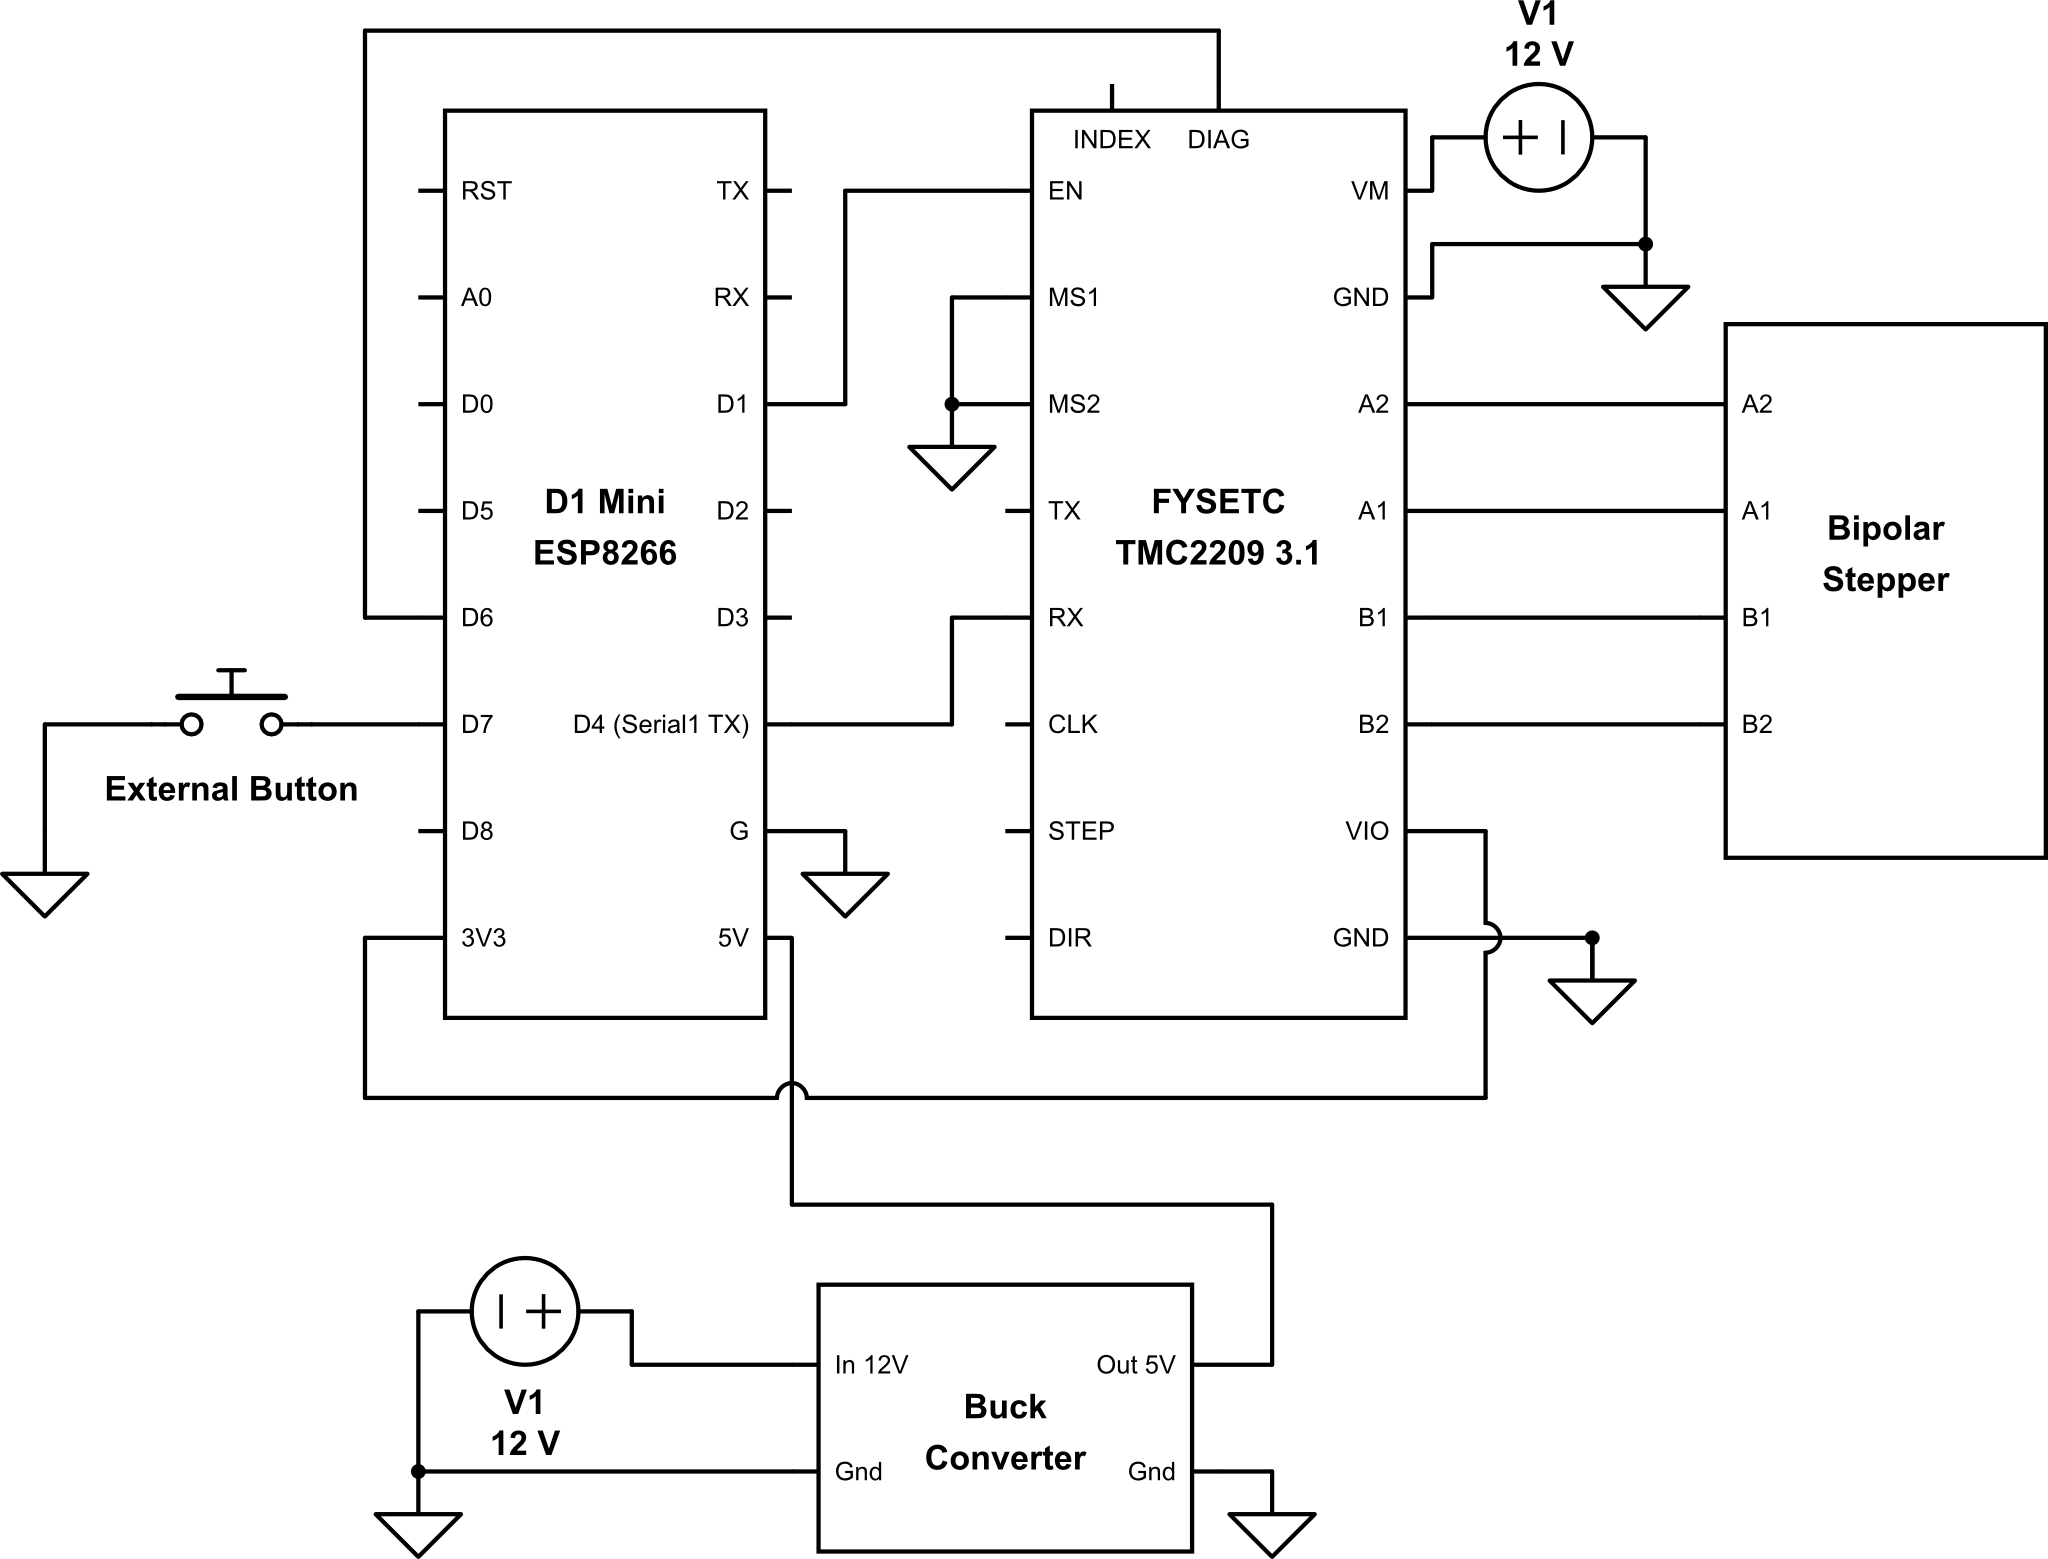 V1
12 V
INDEX DIAG
RST TX EN VM
A0 RX MS1 GND
D0 D1 MS2 A2 A2
D5 D2 TX A1 A1
D1 Mini
ESP8266
FYSETC
TMC2209 3.1
Bipolar
Stepper
D6 D3 RX B1 B1
D7 D4 (Serial1 TX) CLK B2 B2
External Button
D8 G STEP VIO
3V3 5V DIR GND
V1
12 V
In 12V Out 5V
Buck
Converter
Gnd Gnd